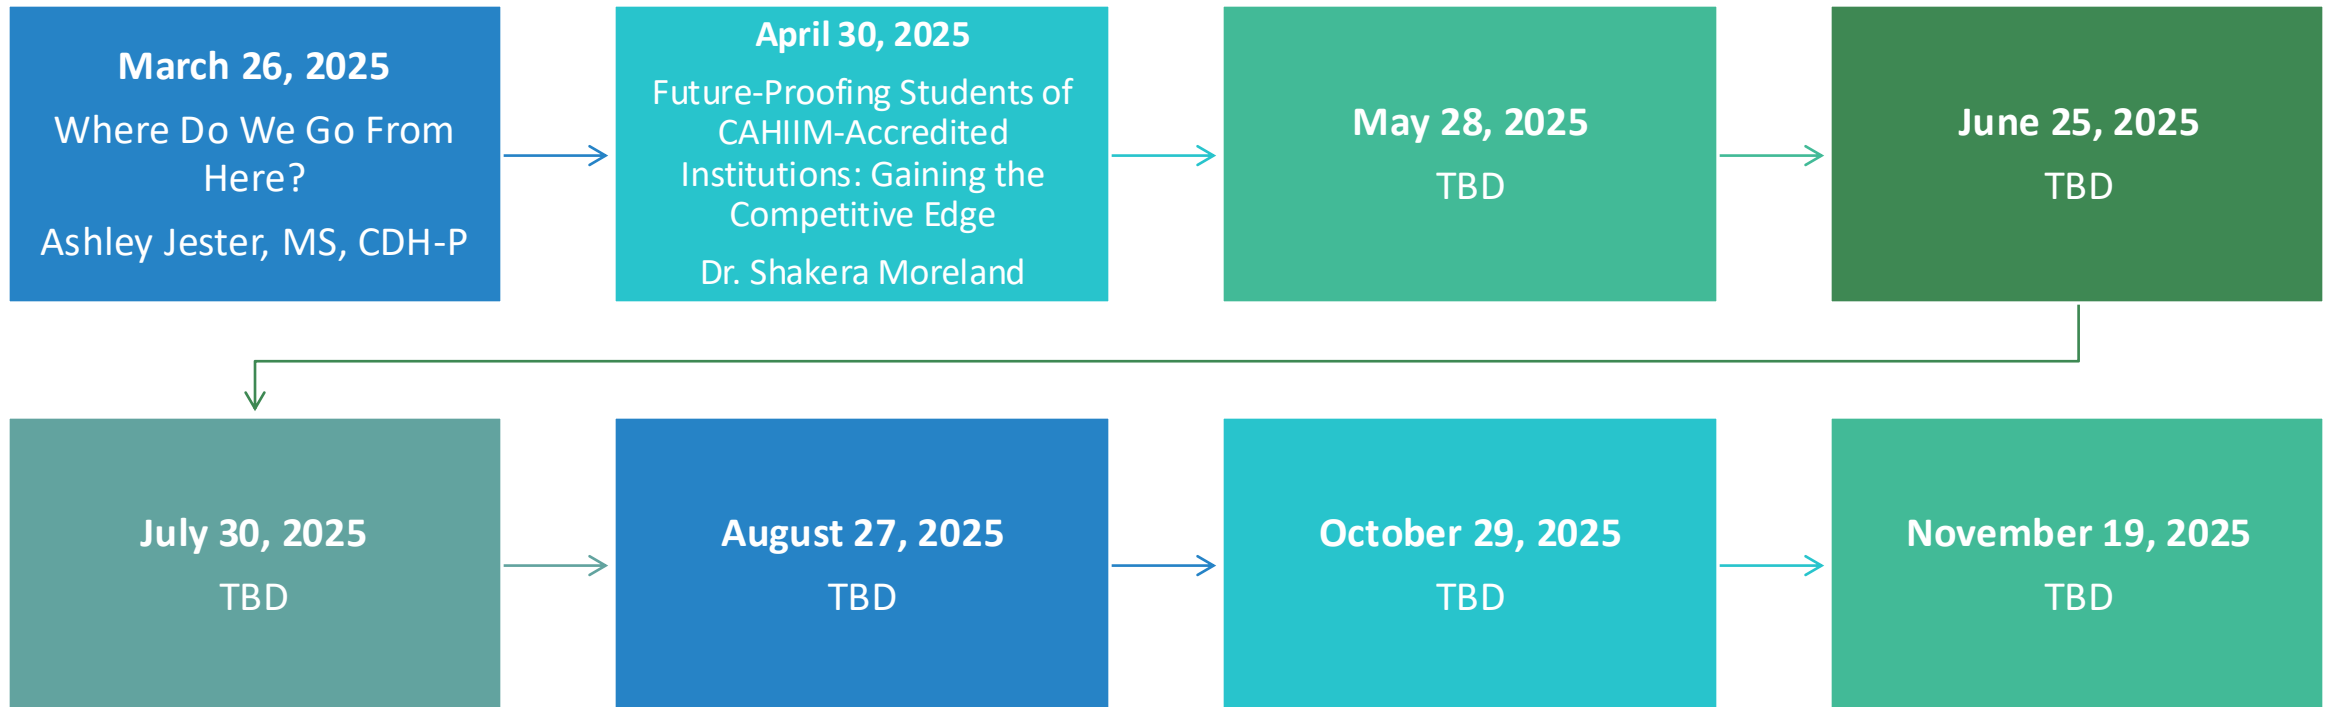 March 26, 2025
Where Do We Go From
Here?
Ashley Jester, MS, CDH-P
April 30, 2025
Future-Proofing Students of
CAHIIM-Accredited
Institutions: Gaining the
Competitive Edge
Dr. Shakera Moreland
May 28, 2025
TBD
June 25, 2025
TBD
July 30, 2025
TBD
August 27, 2025
TBD
October 29, 2025
TBD
November 19, 2025
TBD